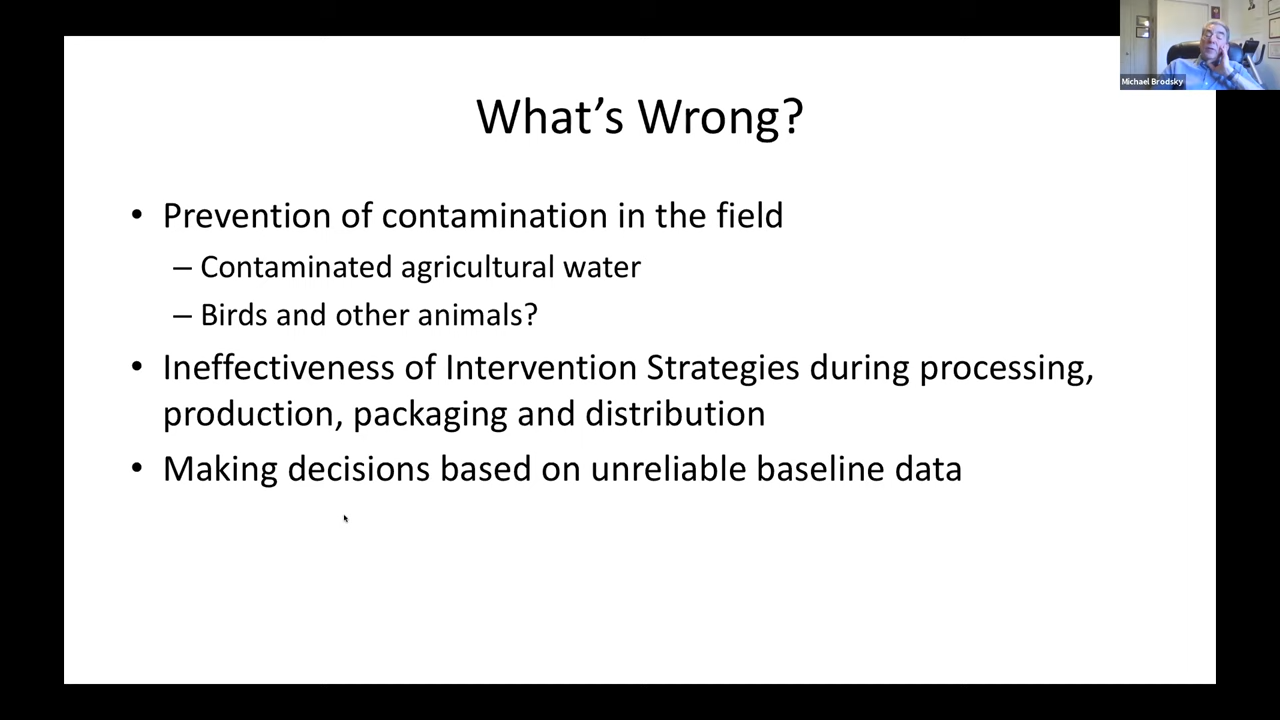 Michael Brodsky
What's Wrong?
• Prevention of contamination in the field
– Contaminated agricultural water
– Birds and other animals?
• Ineffectiveness of Intervention Strategies during processing,
production, packaging and distribution
• Making decisions based on unreliable baseline data